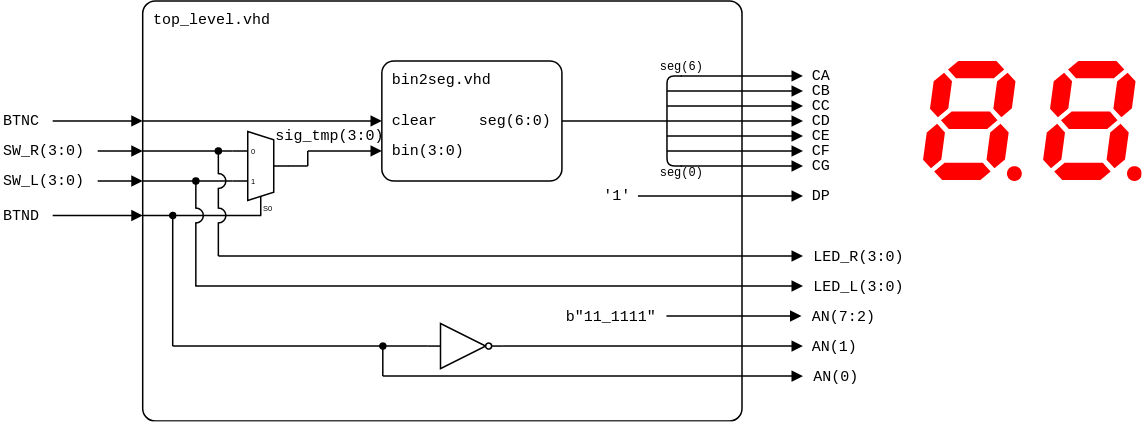 top_level.vhd
bin2seg.vhd
clear
seg(6:0)
bin(3:0)
sig_tmp(3:0)
BTNC
SW_R(3:0)
SW_L(3:0)
BTND
0
1
S0
seg(6)
seg(0)
CA
CB
CC
CD
CE
CF
CG
'1'
DP
LED_R(3:0)
LED_L(3:0)
b"11_1111"
AN(7:2)
AN(1)
AN(0)
8.8.